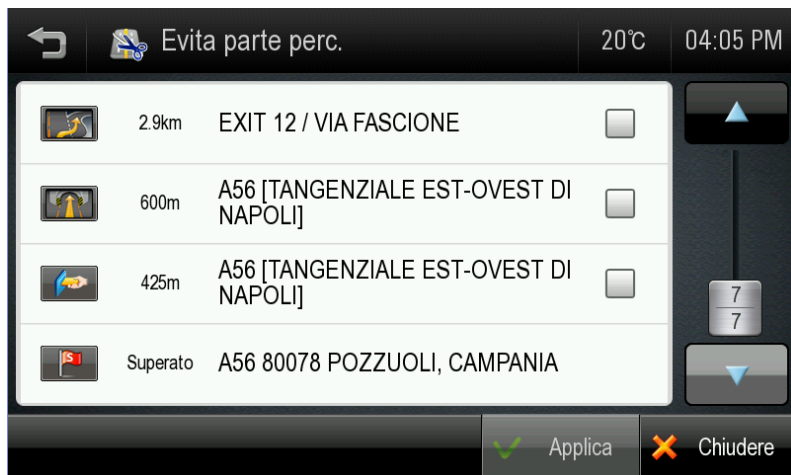 Evita parte perc. 20℃ 04:05 PM
2.9km EXIT 12 / VIA FASCIONE
600m A56 [TANGENZIALE EST-OVEST DI
NAPOLI]
425m A56 [TANGENZIALE EST-OVEST DI
NAPOLI]
7
7
S Superato A56 80078 POZZUOLI, CAMPANIA
Applica Chiudere